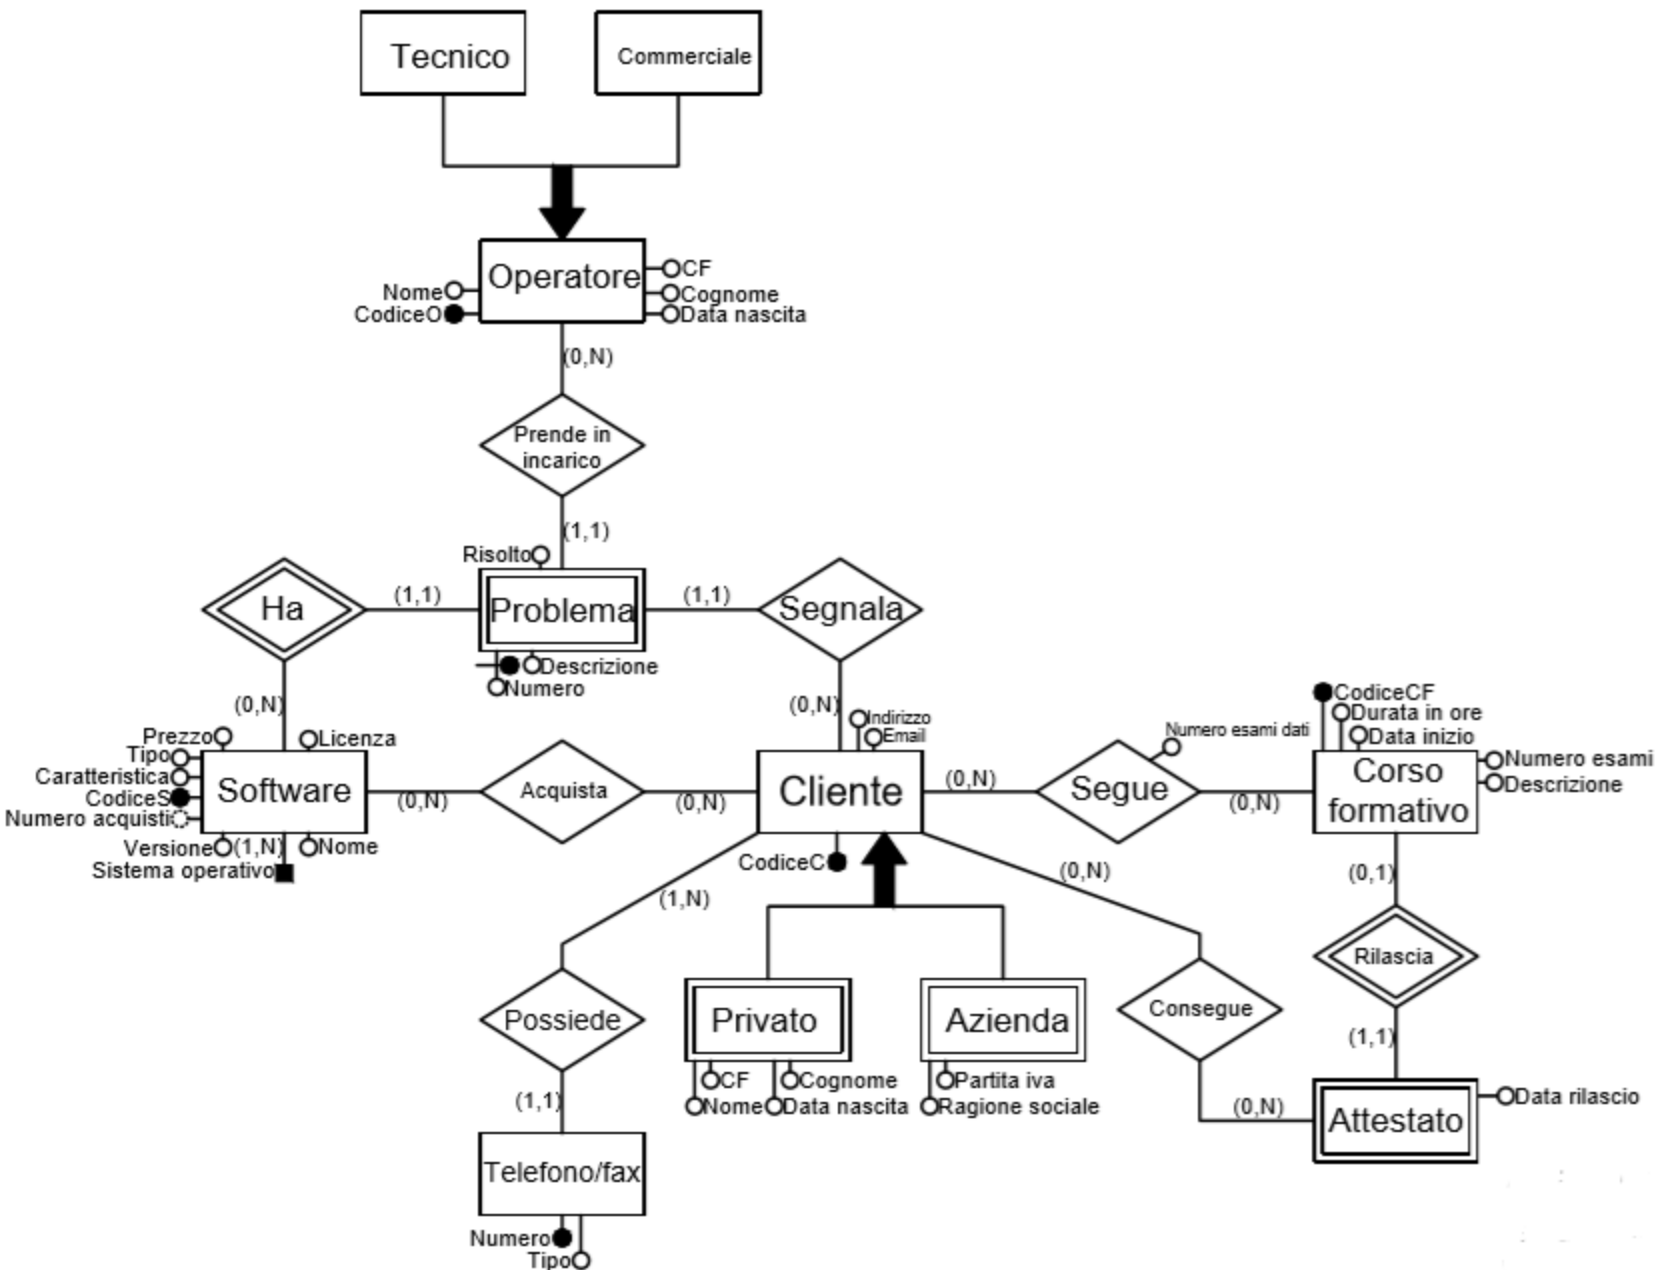 Tecnico
Commerciale
Operatore
CF
Nome
Cognome
CodiceO
Data nascita
(0,N)
Prende in
incarico
(1,1)
Risolto
Ha
(1,1)
Problema
(1,1)
Segnala
Descrizione
Numero
(0,N)
(0,N)
Indirizzo
Email
Prezzo
Licenza
Tipo
Caratteristica
CodiceS
Numero acquisti
Software
(0,N)
Acquista
(0,N)
Cliente
(0,N)
Numero esami dati
Segue
(0,N)
CodiceCF
Durata in ore
Data inizio
Corso
formativo
Numero esami
Descrizione
Versione
(1,N)
Nome
Sistema operativo
CodiceC
(1,N)
(0,N)
(0,1)
Possiede
Privato
Azienda
Consegue
Rilascia
(1,1)
CF
Cognome
Nome
Data nascita
Partita iva
Ragione sociale
(1,1)
(0,N)
Attestato
Data rilascio
Telefono/fax
Numero
Tipo